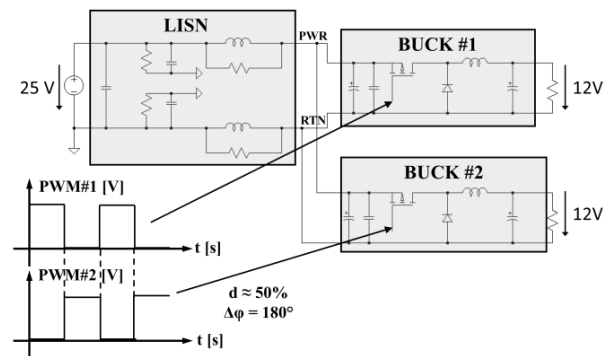 LISN
PWR
BUCK #1
25 V
12V
RTN
BUCK #2
PWM#1 [V]
12V
t [s]
PWM#2 [V]
d ≈ 50%
Δφ = 180°
t [s]